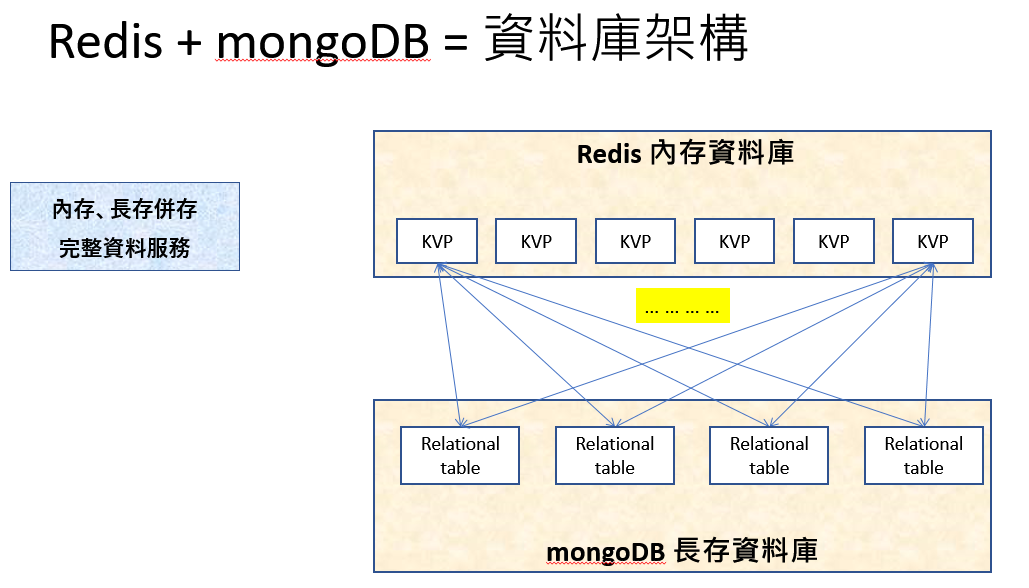 Redis + mongoDB = 資料庫架構
內存、長存併存
完整資料服務
Redis 內存資料庫
KVP
KVP
KVP
KVP
KVP
KVP
... ... ... ...
Relational
table
Relational
table
Relational
table
Relational
table
mongoDB 長存資料庫